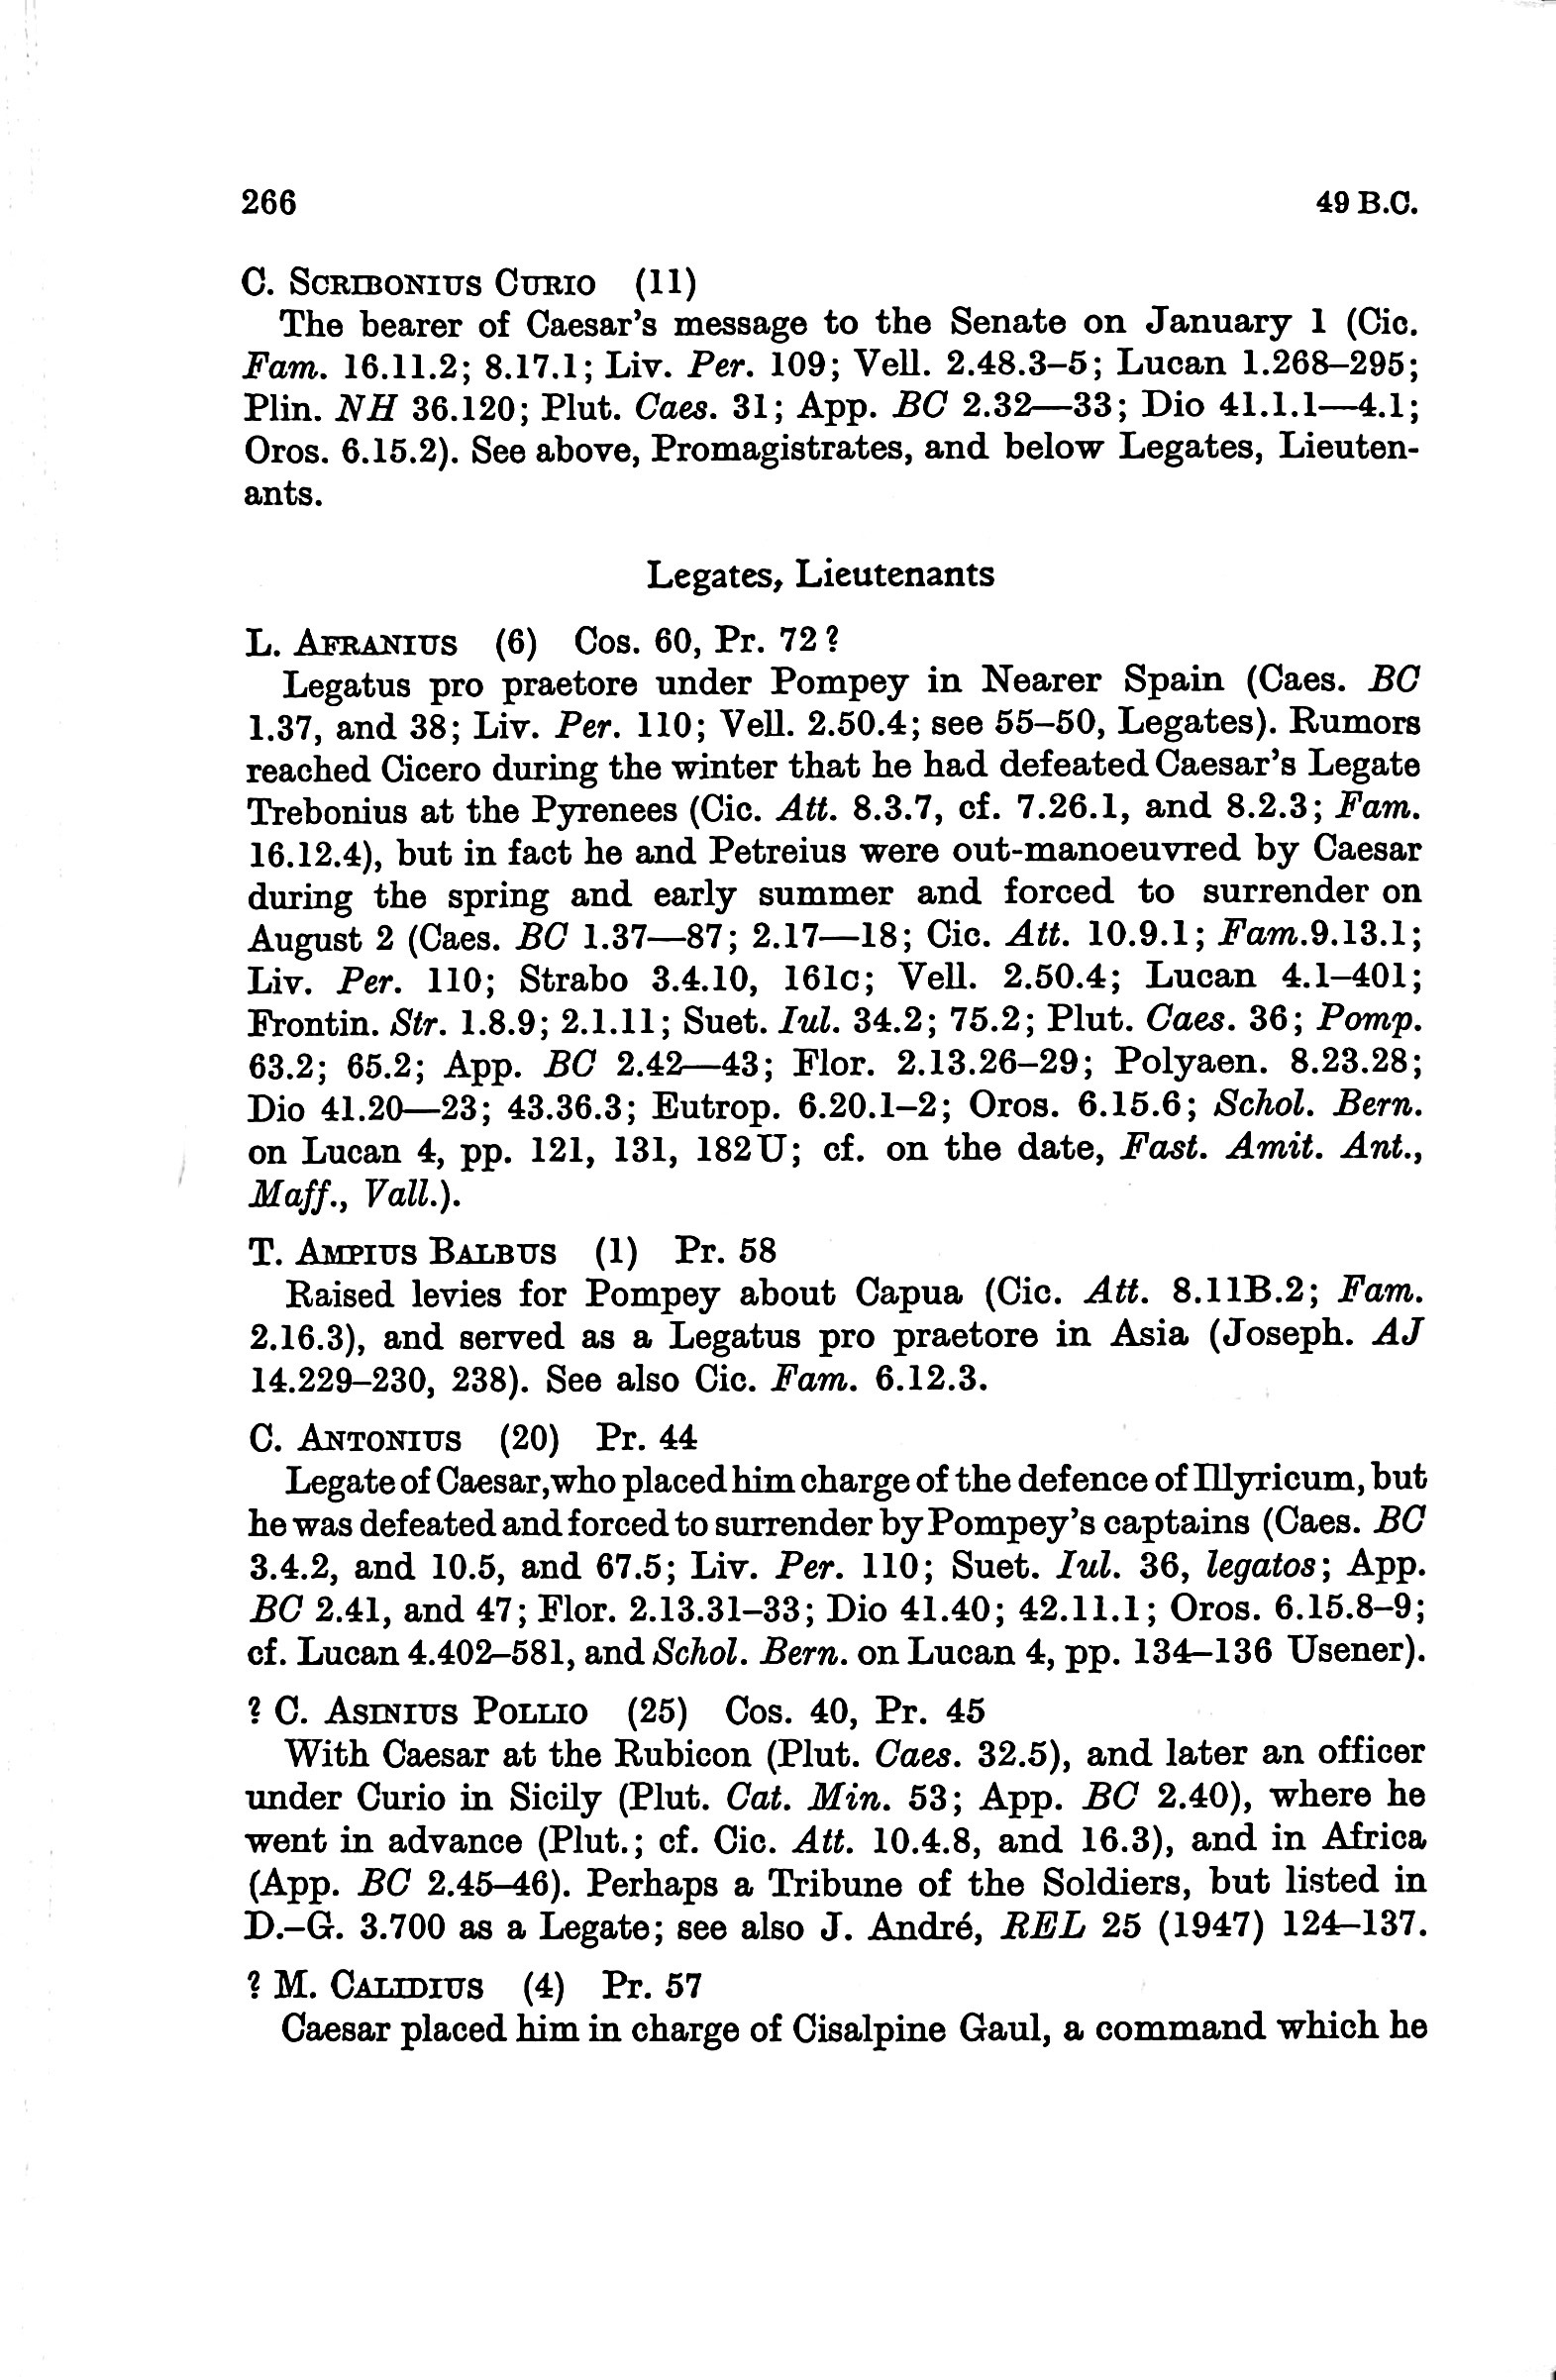 266 49 B.C.
C. SCRIBONIUS CURIO (11)
The bearer of Caesar's message to the Senate on January 1 (Cic.
Fam. 16.11.2; 8.17.1; Liv. Per. 109; Vell. 2.48.3–5; Lucan 1.268–295;
Plin. NH 36.120; Plut. Caes. 31; App. BC 2.32—33; Dio 41.1.1—4.1;
Oros. 6.15.2). See above, Promagistrates, and below Legates, Lieuten-
ants.
Legates, Lieutenants
L. AFRANIUS (6) Cos. 60, Pr. 72?
Legatus pro praetore under Pompey in Nearer Spain (Caes. BC
1.37, and 38; Liv. Per. 110; Vell. 2.50.4; see 55–50, Legates). Rumors
reached Cicero during the winter that he had defeated Caesar's Legate
Trebonius at the Pyrenees (Cic. Att. 8.3.7, cf. 7.26.1, and 8.2.3; Fam.
16.12.4), but in fact he and Petreius were out-manoeuvred by Caesar
during the spring and early summer and forced to surrender on
August 2 (Caes. BC 1.37—87; 2.17—18; Cic. Att. 10.9.1; Fam.9.13.1;
Liv. Per. 110; Strabo 3.4.10, 161c; Vell. 2.50.4; Lucan 4.1–401;
Frontin. Str. 1.8.9; 2.1.11; Suet. Iul. 34.2; 75.2; Plut. Caes. 36; Pomp.
63.2; 65.2; App. BC 2.42—43; Flor. 2.13.26–29; Polyaen. 8.23.28;
Dio 41.20—23; 43.36.3; Eutrop. 6.20.1–2; Oros. 6.15.6; Schol. Bern.
on Lucan 4, pp. 121, 131, 182U; cf. on the date, Fast. Amit. Ant.,
Maff., Vall.).
T. AMPIUS BALBUS (1) Pr. 58
Raised levies for Pompey about Capua (Cic. Att. 8.11B.2; Fam.
2.16.3), and served as a Legatus pro praetore in Asia (Joseph. AJ
14.229–230, 238). See also Cic. Fam. 6.12.3.
C. ANTONIUS (20) Pr. 44
Legate of Caesar, who placed him charge of the defence of Illyricum, but
he was defeated and forced to surrender by Pompey's captains (Caes. BC
3.4.2, and 10.5, and 67.5; Liv. Per. 110; Suet. Iul. 36, legatos; App.
BC 2.41, and 47; Flor. 2.13.31–33; Dio 41.40; 42.11.1; Oros. 6.15.8–9;
cf. Lucan 4.402–581, and Schol. Bern. on Lucan 4, pp. 134–136 Usener).
? C. ASINIUS POLLIO (25) Cos. 40, Pr. 45
With Caesar at the Rubicon (Plut. Caes. 32.5), and later an officer
under Curio in Sicily (Plut. Cat. Min. 53; App. BC 2.40), where he
went in advance (Plut.; cf. Cic. Att. 10.4.8, and 16.3), and in Africa
(App. BC 2.45–46). Perhaps a Tribune of the Soldiers, but listed in
D.–G. 3.700 as a Legate; see also J. André, REL 25 (1947) 124–137.
? M. CALIDIUS (4) Pr. 57
Caesar placed him in charge of Cisalpine Gaul, a command which he